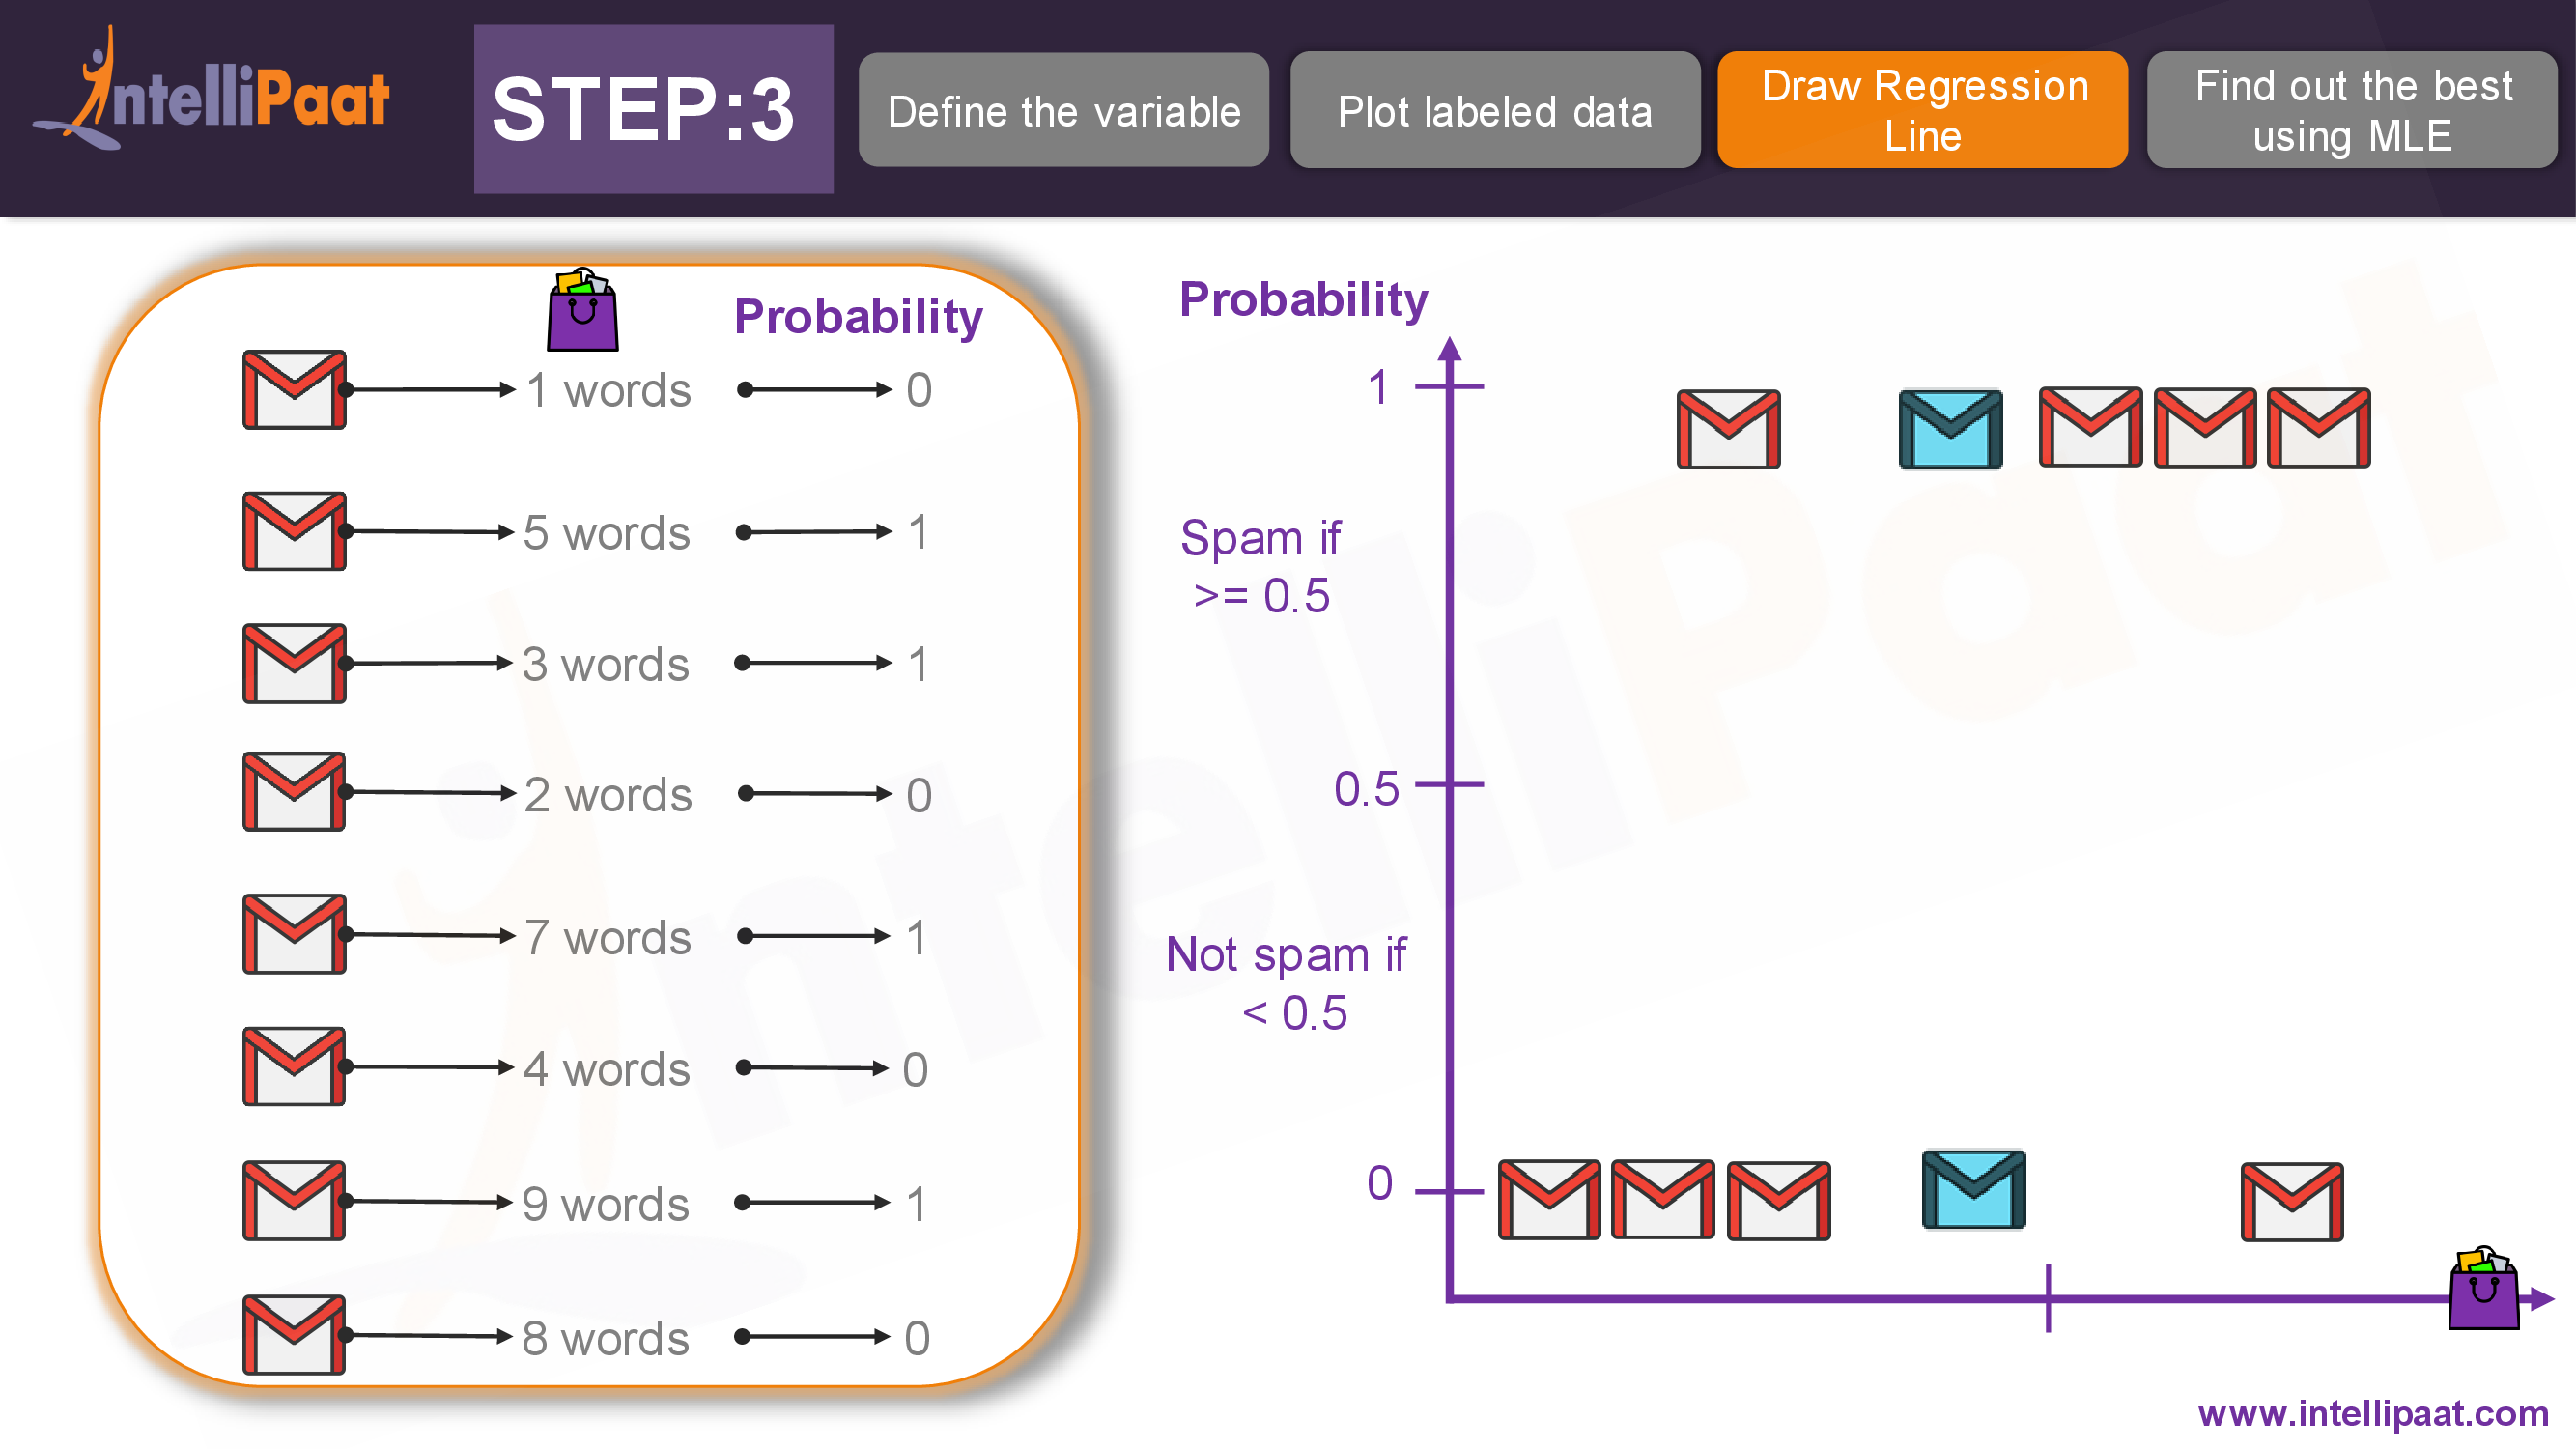 IntelliPaat
STEP:3
Define the variable
Plot labeled data
Draw Regression
Line
Find out the best
using MLE
Probability
1 words
0
5 words
1
3 words
1
2 words
0
7 words
1
4 words
0
9 words
1
8 words
0
Probability
1
Spam if
>= 0.5
0.5
Not spam if
< 0.5
0
IntelliPaat
www.intellipaat.com